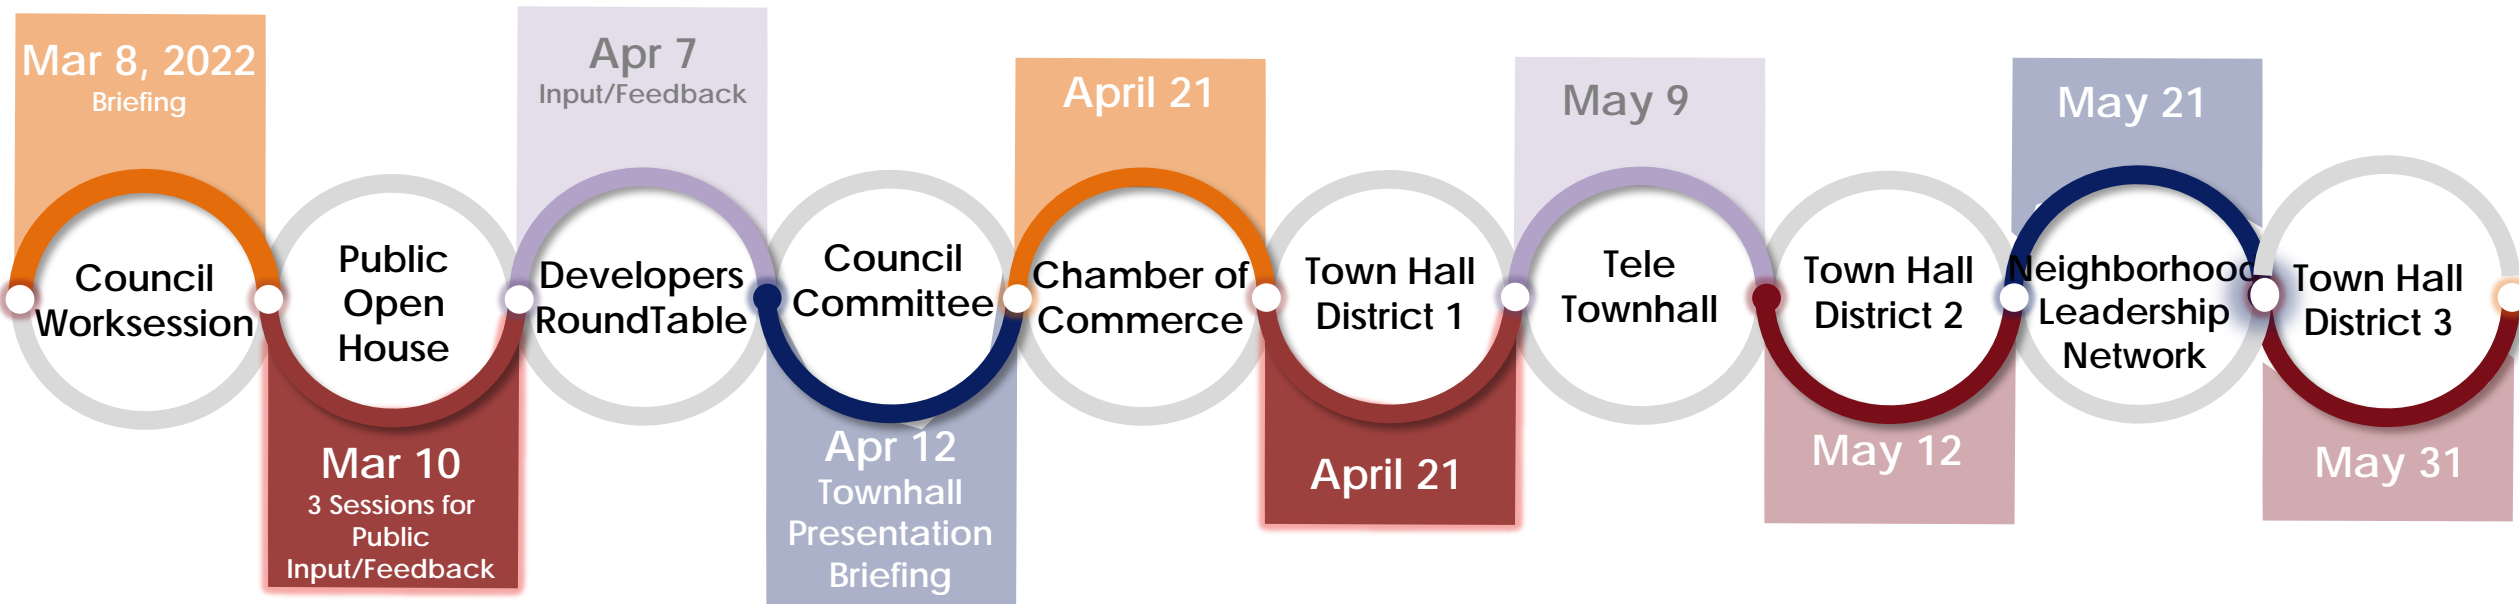 Mar 8, 2022
Briefing
Council
Worksession
Public
Open
House
Mar 10
3 Sessions for
Public
Input/Feedback
Apr 7
Input/Feedback
Developers
RoundTable
Council
Committee
Apr 12
Townhall
Presentation
Briefing
April 21
Chamber of
Commerce
Town Hall
District 1
April 21
May 9
Tele
Townhall
Town Hall
District 2
May 12
May 21
Neighborhood
Leadership
Network
Town Hall
District 3
May 31